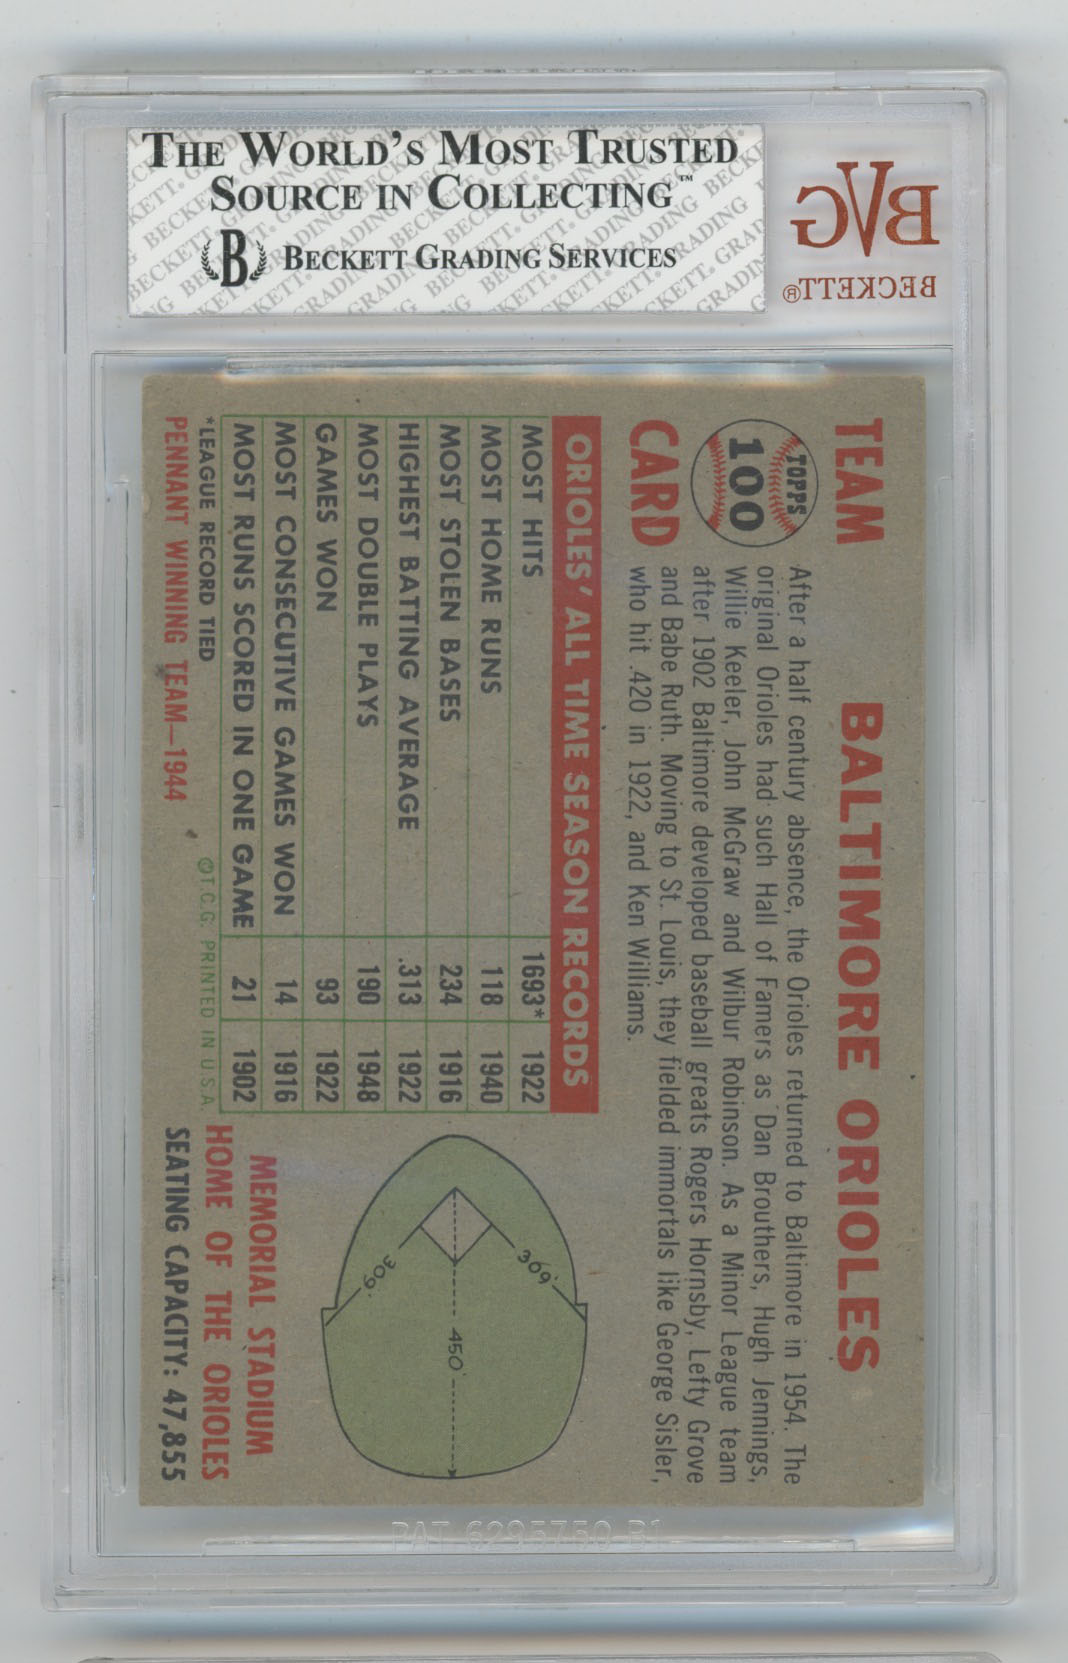 THE WORLD'S MOST TRUSTED
SOURCE IN COLLECTING™
B BECKETT GRADING SERVICES
BVG
BECKETT®
TEAM
TOPPS
100
CARD
BALTIMORE ORIOLES
After a half century absence, the Orioles returned to Baltimore in 1954. The
original Orioles had such Hall of Famers as Dan Brouthers, Hugh Jennings,
Willie Keeler, John McGraw and Wilbur Robinson. As a Minor League team
after 1902 Baltimore developed baseball greats Rogers Hornsby, Lefty Grove
and Babe Ruth. Moving to St. Louis, they fielded immortals like George Sisler,
who hit .420 in 1922, and Ken Williams.
ORIOLES' ALL TIME SEASON RECORDS
MOST HITS 1693* 1922
MOST HOME RUNS 118 1940
MOST STOLEN BASES 234 1916
HIGHEST BATTING AVERAGE .313 1922
MOST DOUBLE PLAYS 190 1948
GAMES WON 93 1922
MOST CONSECUTIVE GAMES WON 14 1916
MOST RUNS SCORED IN ONE GAME 21 1902
*LEAGUE RECORD TIED
©T.C.G. PRINTED IN U.S.A.
PENNANT WINNING TEAM—1944
309'
450'
309'
MEMORIAL STADIUM
HOME OF THE ORIOLES
SEATING CAPACITY: 47,855
PAT 6295750 B1